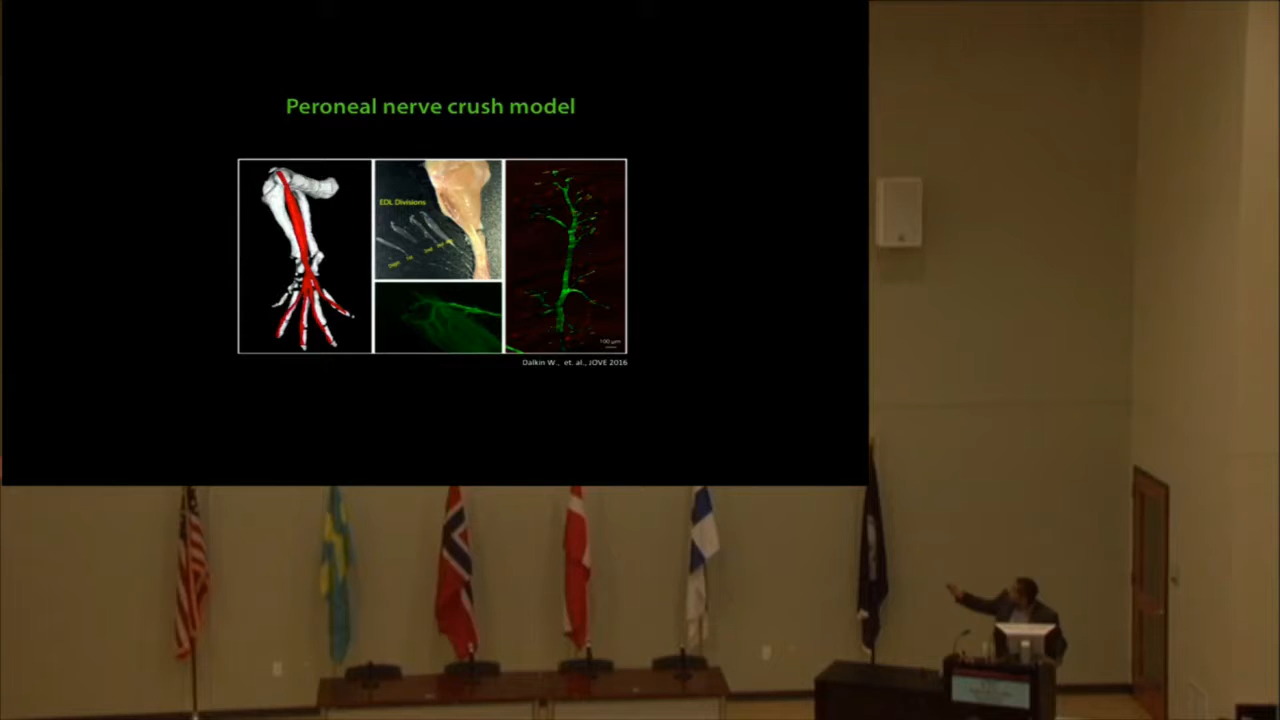 Peroneal nerve crush model
EDL Divisions
100 µm
Dalkin W., et. al., JOVE 2016